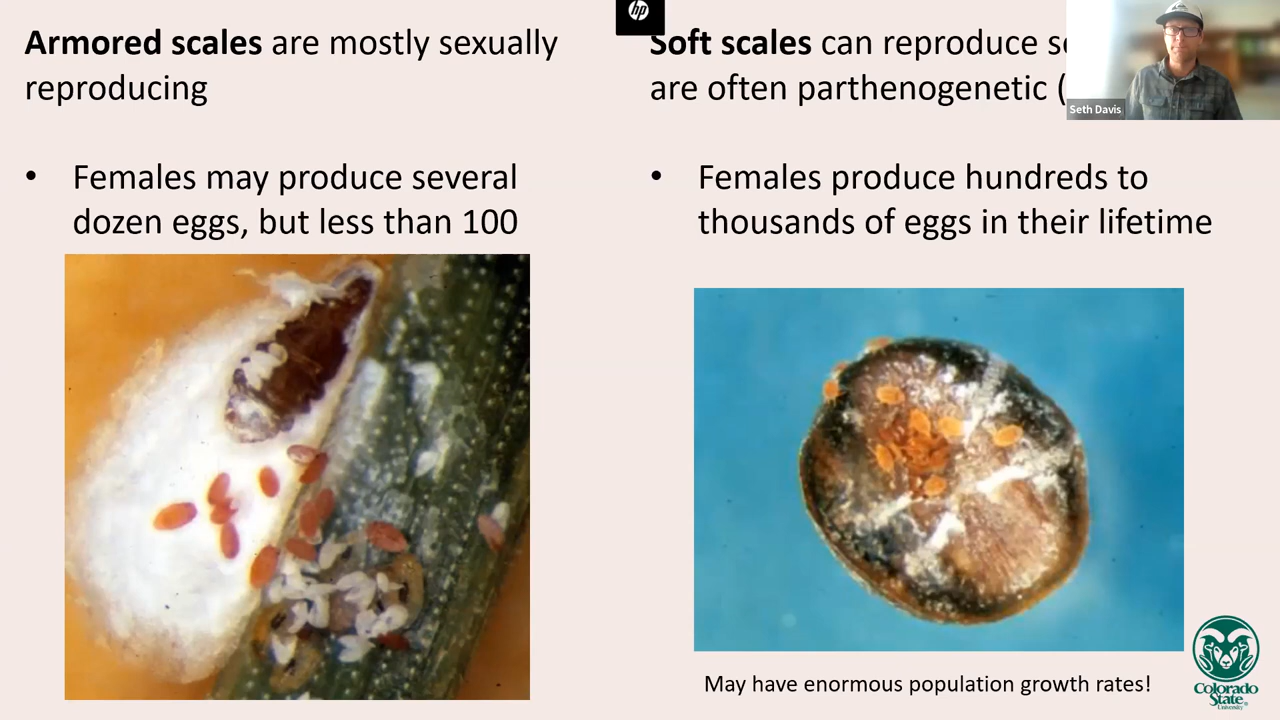 Armored scales are mostly sexually
reproducing
• Females may produce several
dozen eggs, but less than 100
hp
Soft scales can reproduce
are often parthenogenetic (
• Females produce hundreds to
thousands of eggs in their lifetime
May have enormous population growth rates!
Seth Davis
Colorado
State
University